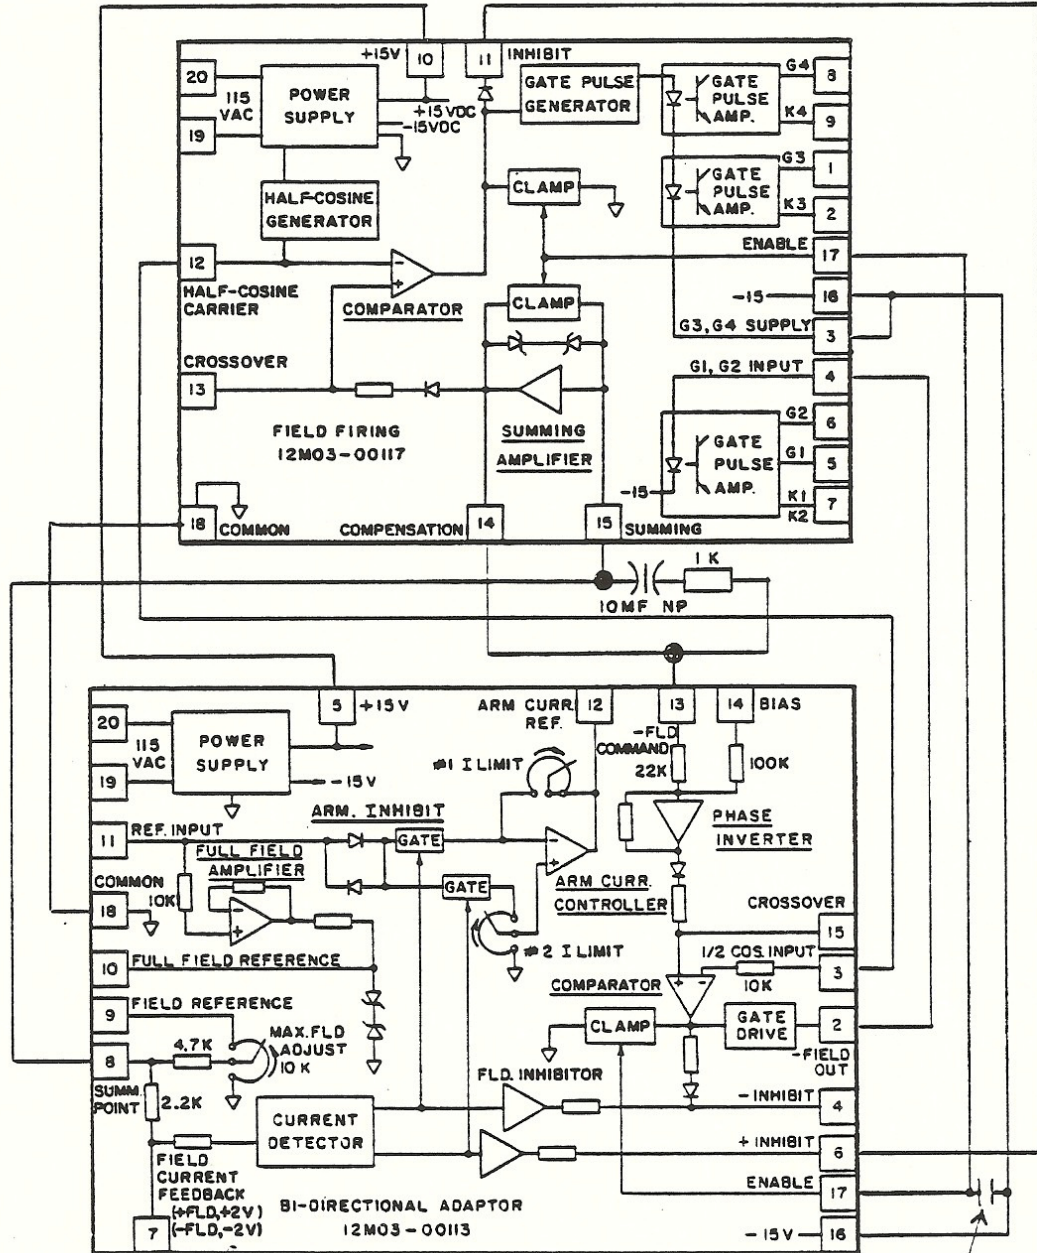 +15V 10 11 INHIBIT
20
115
VAC
19
POWER
SUPPLY
+15VDC
-15VDC
GATE PULSE
GENERATOR
GATE
PULSE
AMP.
G4 8
K4 9
HALF-COSINE
GENERATOR
CLAMP
GATE
PULSE
AMP.
G3 1
K3 2
ENABLE 17
12
HALF-COSINE
CARRIER
COMPARATOR
CLAMP
-15 16
G3, G4 SUPPLY 3
CROSSOVER
13
G1, G2 INPUT 4
FIELD FIRING
12M03-00117
SUMMING
AMPLIFIER
GATE
PULSE
AMP.
-15
G2 6
G1 5
K1
K2
7
18 COMMON
COMPENSATION 14
15 SUMMING
1K
10MF NP
5 +15V
ARM CURR.
REF.
12
13
14 BIAS
20
115
VAC
19
POWER
SUPPLY
-15V
-FLD
COMMAND
22K
100K
#1 I LIMIT
PHASE
INVERTER
ARM. INHIBIT
11 REF. INPUT
GATE
FULL FIELD
AMPLIFIER
COMMON
18
10K
GATE
ARM CURR.
CONTROLLER
#2 I LIMIT
CROSSOVER
15
1/2 COS. INPUT
10K
3
10 FULL FIELD REFERENCE
COMPARATOR
9 FIELD REFERENCE
CLAMP
GATE
DRIVE
2
-FIELD
OUT
MAX. FLD
ADJUST
10 K
4.7K
8
SUMM.
POINT
2.2K
FLD. INHIBITOR
CURRENT
DETECTOR
-INHIBIT 4
+INHIBIT 6
FIELD
CURRENT
FEEDBACK
(+FLD,+2V)
(-FLD,-2V)
7
ENABLE 17
BI-DIRECTIONAL ADAPTOR
12M03-00113
-15V 16